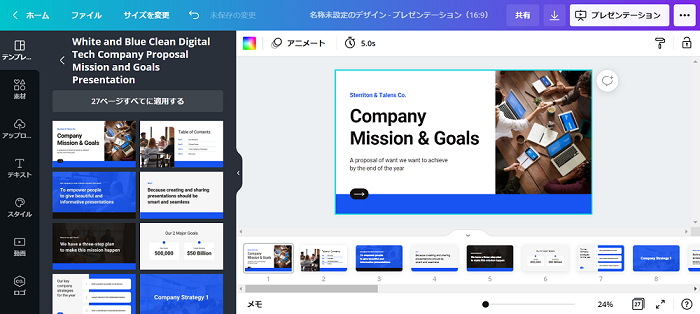 ホーム
ファイル
サイズを変更
未保存の変更
名称未設定のデザイン - プレゼンテーション (16:9)
共有
プレゼンテーション
テンプレ...
素材
アップロ...
テキスト
スタイル
動画
ロゴ
White and Blue Clean Digital
Tech Company Proposal
Mission and Goals
Presentation
27ページすべてに適用する
Company
Mission & Goals
Table of Contents
To empower people
to give beautiful and
informative presentations
Because creating and sharing
presentations should be
smart and seamless
We have a three-step plan
to make this mission happen
Our 2 Major Goals
500,000
$50 Billion
Our key
company
strategies
for the year
Company Strategy 1
アニメート
5.0s
Sterriton & Talens Co.
Company
Mission & Goals
A proposal of want we want to achieve
by the end of the year
Company Strategy 1
1
2
3
4
5
6
7
8
メモ
24%
27